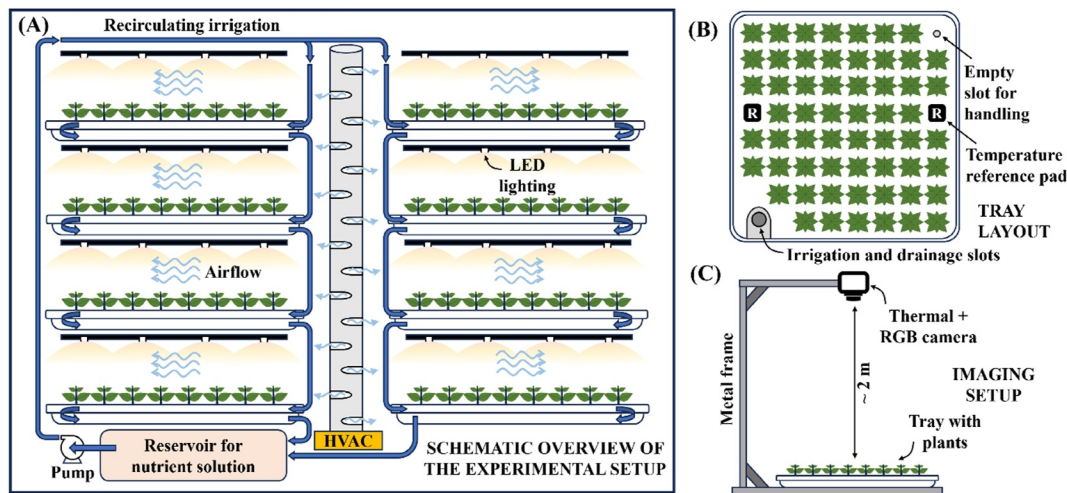 (A)
Recirculating irrigation
LED
lighting
Airflow
HVAC
Pump
Reservoir for
nutrient solution
SCHEMATIC OVERVIEW OF
THE EXPERIMENTAL SETUP
(B)
Empty
slot for
handling
R
R
Temperature
reference pad
TRAY
LAYOUT
Irrigation and drainage slots
(C)
Thermal +
RGB camera
Metal frame
~ 2 m
IMAGING
SETUP
Tray with
plants